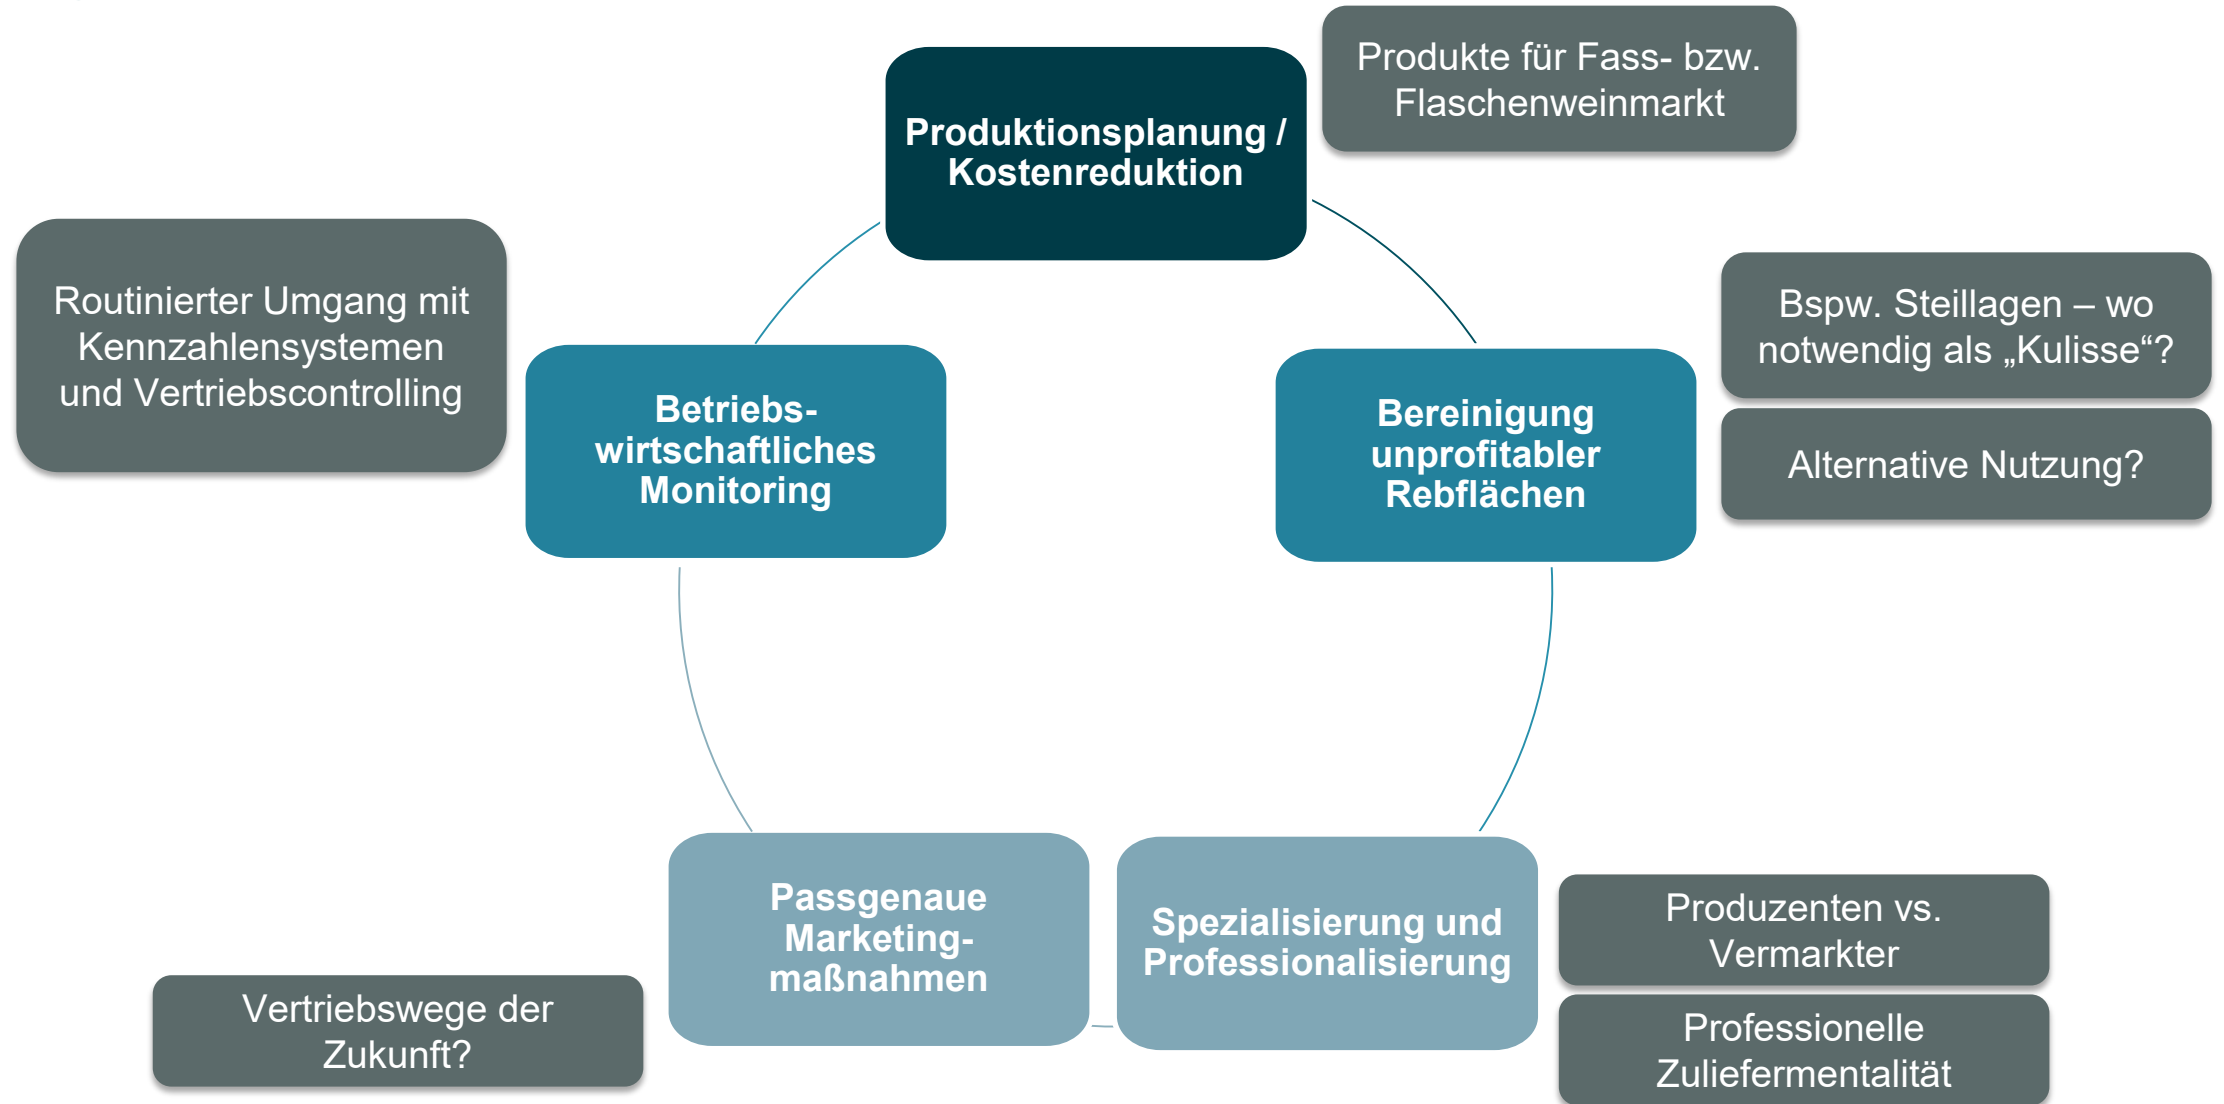 Produkte für Fass- bzw.
Flaschenweinmarkt
Produktionsplanung /
Kostenreduktion
Routinierter Umgang mit
Kennzahlensystemen
und Vertriebscontrolling
Bspw. Steillagen – wo
notwendig als „Kulisse“?
Alternative Nutzung?
Betriebs-
wirtschaftliches
Monitoring
Bereinigung
unprofitabler
Rebflächen
Passgenaue
Marketing-
maßnahmen
Spezialisierung und
Professionalisierung
Produzenten vs.
Vermarkter
Professionelle
Zuliefermentalität
Vertriebswege der
Zukunft?